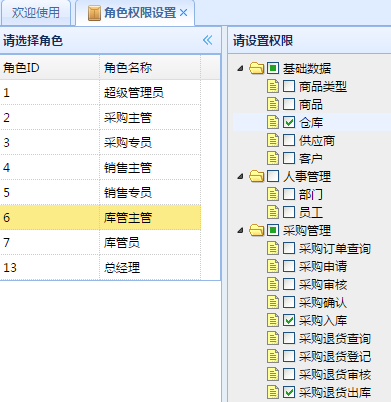 欢迎使用 角色权限设置
请选择角色
角色ID 角色名称
1 超级管理员
2 采购主管
3 采购专员
4 销售主管
5 销售专员
6 库管主管
7 库管员
13 总经理
请设置权限
基础数据
商品类型
商品
仓库
供应商
客户
人事管理
部门
员工
采购管理
采购订单查询
采购申请
采购审核
采购确认
采购入库
采购退货查询
采购退货登记
采购退货审核
采购退货出库